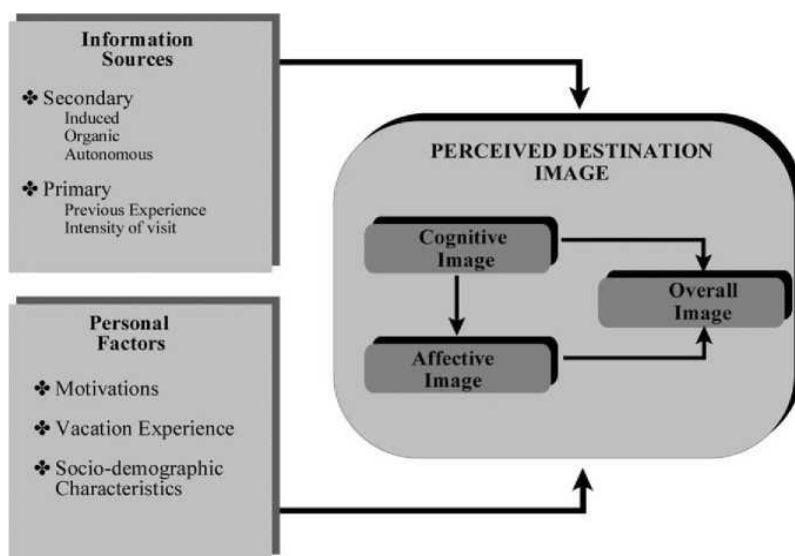 Information
Sources
✤ Secondary
Induced
Organic
Autonomous
✤ Primary
Previous Experience
Intensity of visit
Personal
Factors
✤ Motivations
✤ Vacation Experience
✤ Socio-demographic
Characteristics
PERCEIVED DESTINATION
IMAGE
Cognitive
Image
Affective
Image
Overall
Image